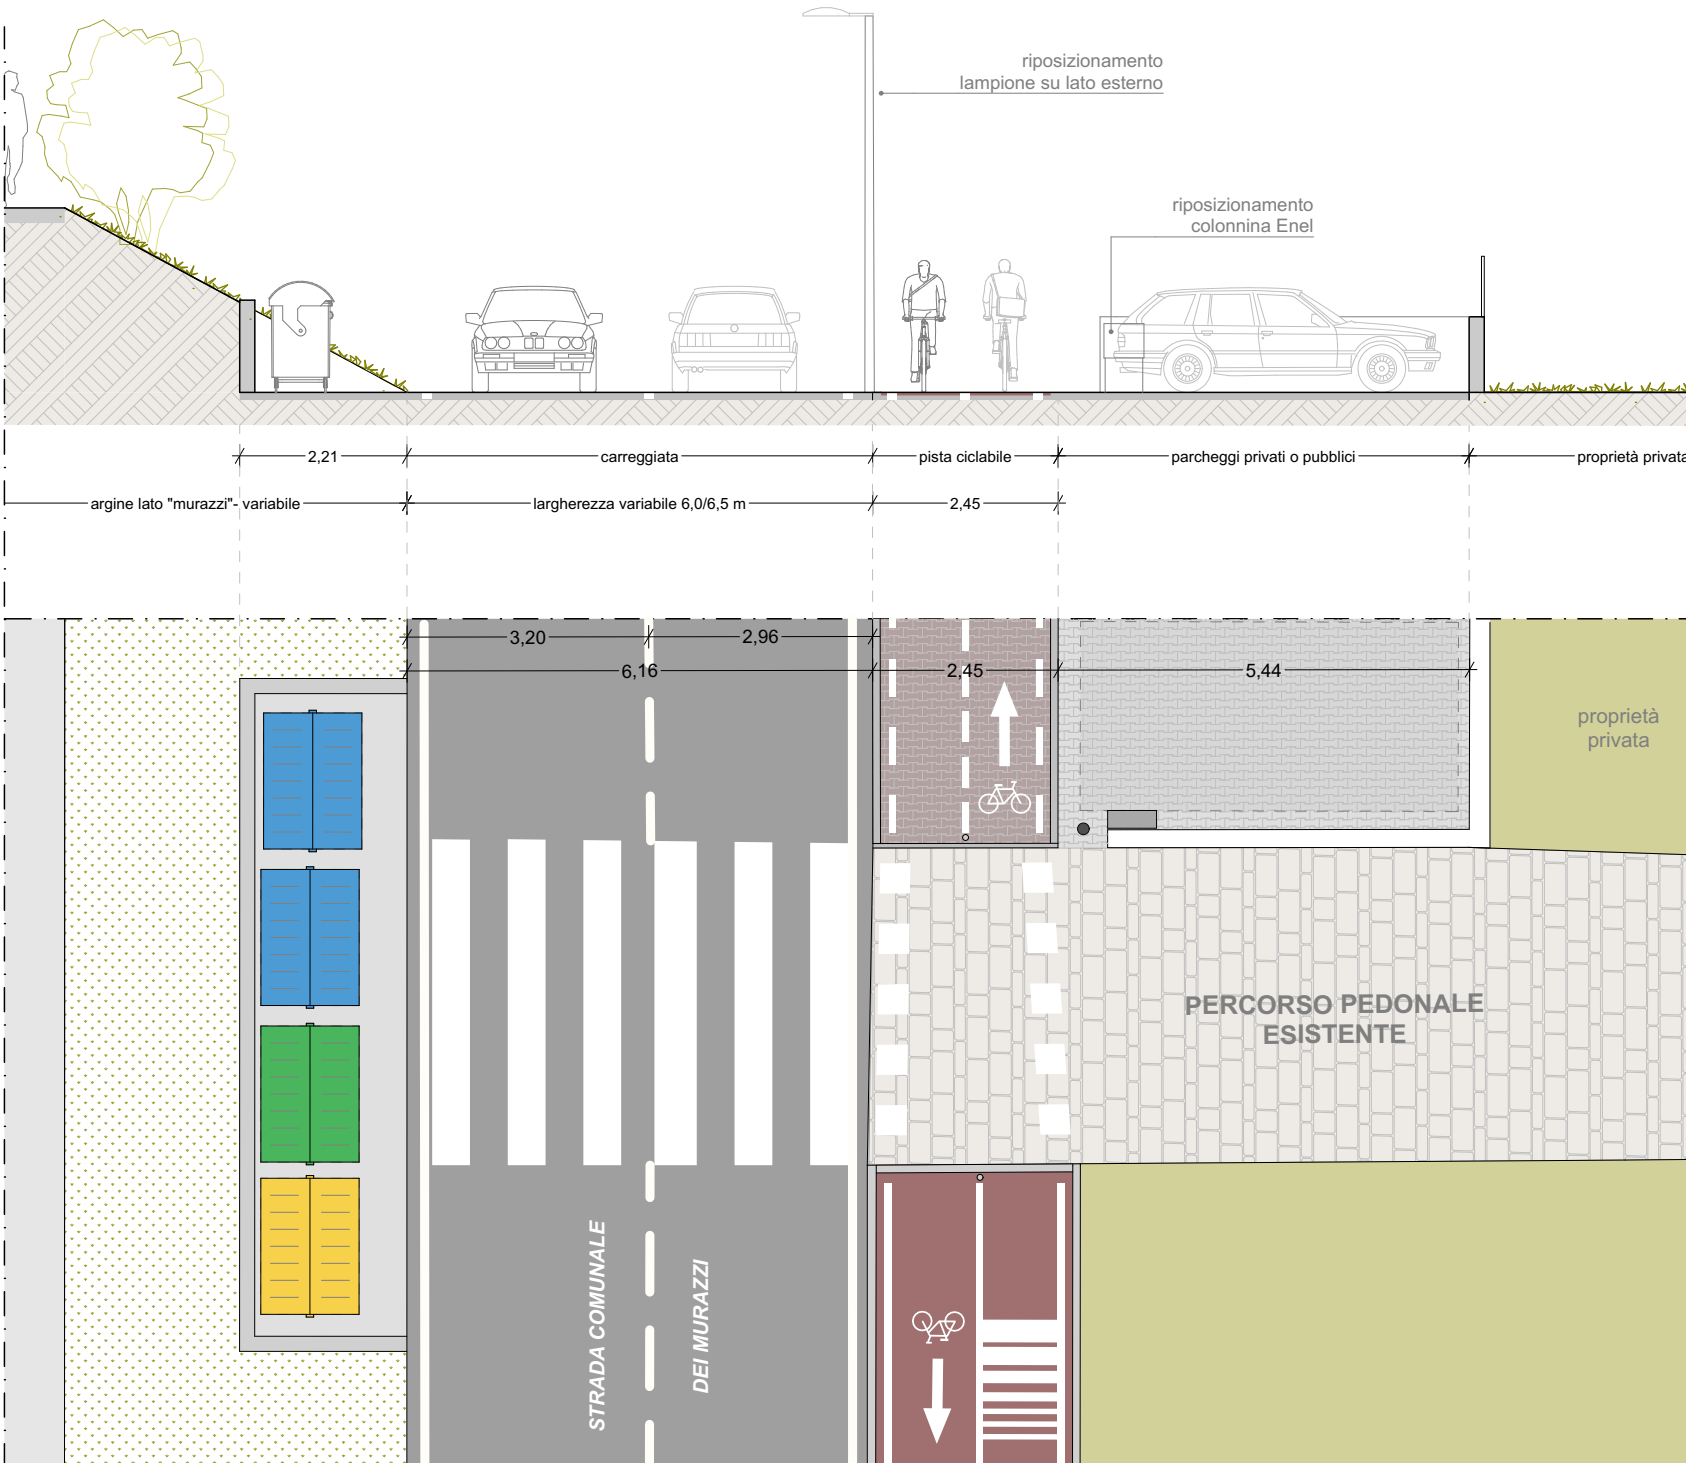 riposizionamento
lampione su lato esterno
riposizionamento
colonnina Enel
2,21
carreggiata
pista ciclabile
parcheggi privati o pubblici
proprietà privata
argine lato "murazzi"- variabile
largherezza variabile 6,0/6,5 m
2,45
3,20
2,96
6,16
2,45
5,44
proprietà
privata
PERCORSO PEDONALE
ESISTENTE
STRADA COMUNALE
DEI MURAZZI